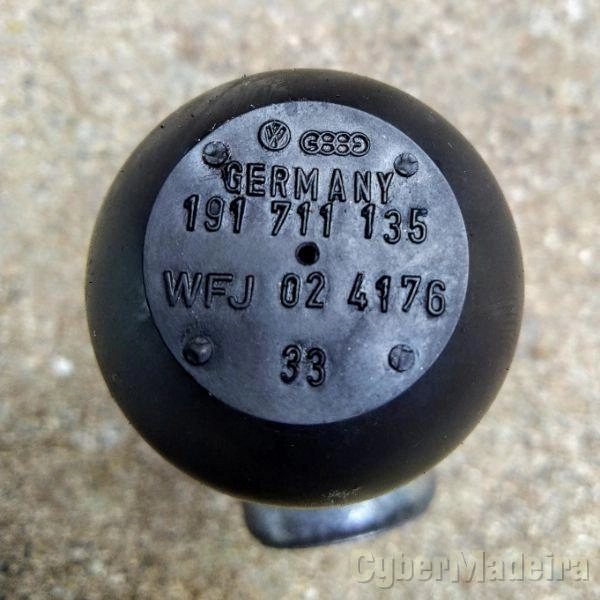 GERMANY
191 711 135
WFJ 02 4176
33
CyberMadeira